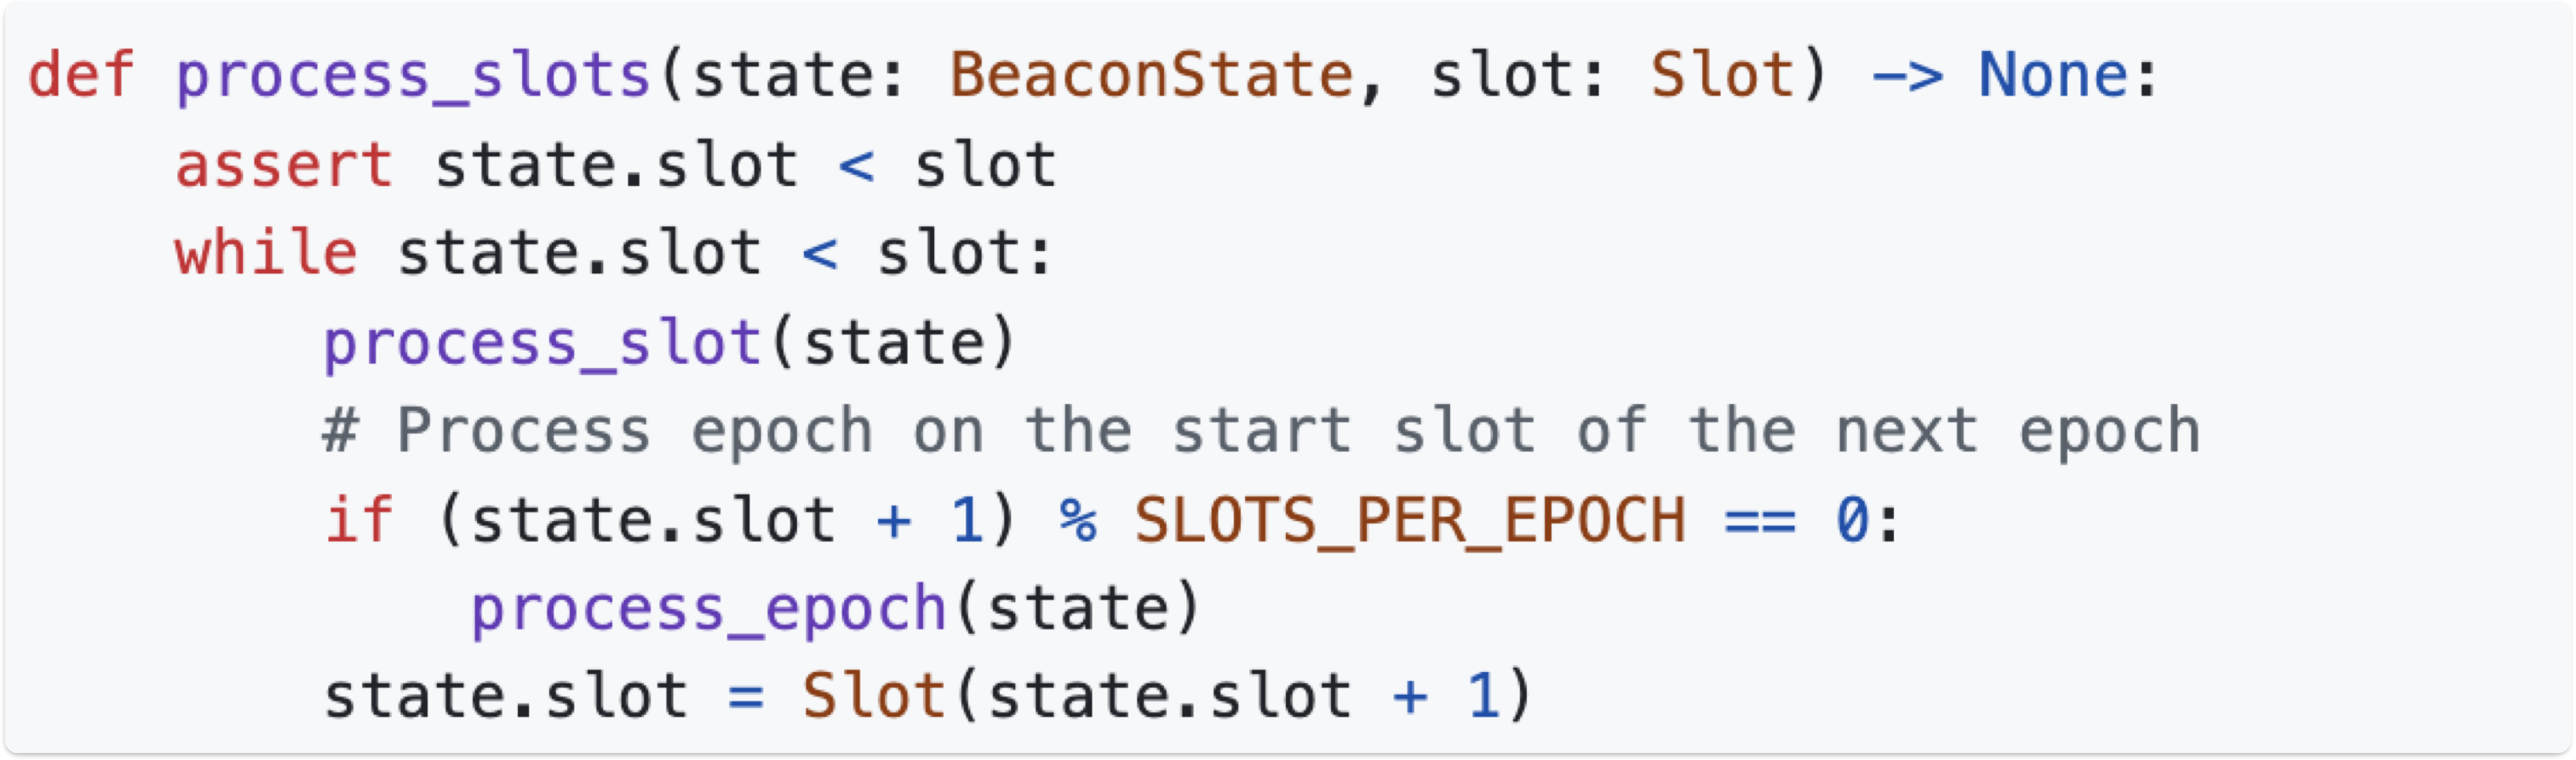 def process_slots(state: BeaconState, slot: Slot) -> None:
    assert state.slot < slot
    while state.slot < slot:
        process_slot(state)
        # Process epoch on the start slot of the next epoch
        if (state.slot + 1) % SLOTS_PER_EPOCH == 0:
            process_epoch(state)
        state.slot = Slot(state.slot + 1)